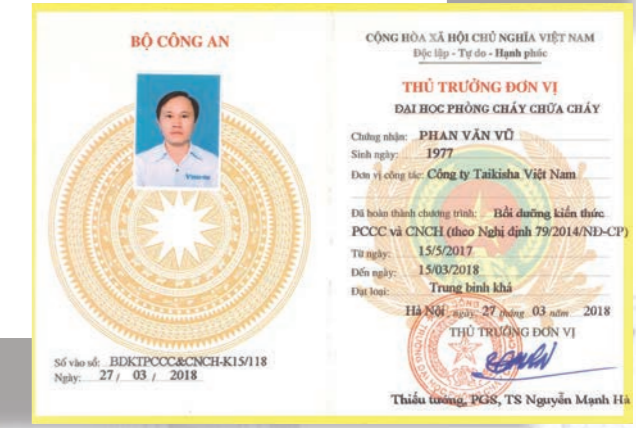 BỘ CÔNG AN
Số vào sổ: BDKTPCCC&CNCH-K15/118
Ngày: 27 / 03 / 2018
CỘNG HÒA XÃ HỘI CHỦ NGHĨA VIỆT NAM
Độc lập - Tự do - Hạnh phúc
THỦ TRƯỞNG ĐƠN VỊ
ĐẠI HỌC PHÒNG CHÁY CHỮA CHÁY
Chứng nhận: PHAN VĂN VŨ
Sinh ngày: 1977
Đơn vị công tác: Công ty Taikisha Việt Nam
Đã hoàn thành chương trình: Bồi dưỡng kiến thức
PCCC và CNCH (theo Nghị định 79/2014/NĐ-CP)
Từ ngày: 15/5/2017
Đến ngày: 15/03/2018
Đạt loại: Trung bình khá
Hà Nội, ngày 27 tháng 03 năm 2018
THỦ TRƯỞNG ĐƠN VỊ
Thiếu tướng, PGS, TS Nguyễn Mạnh Hà